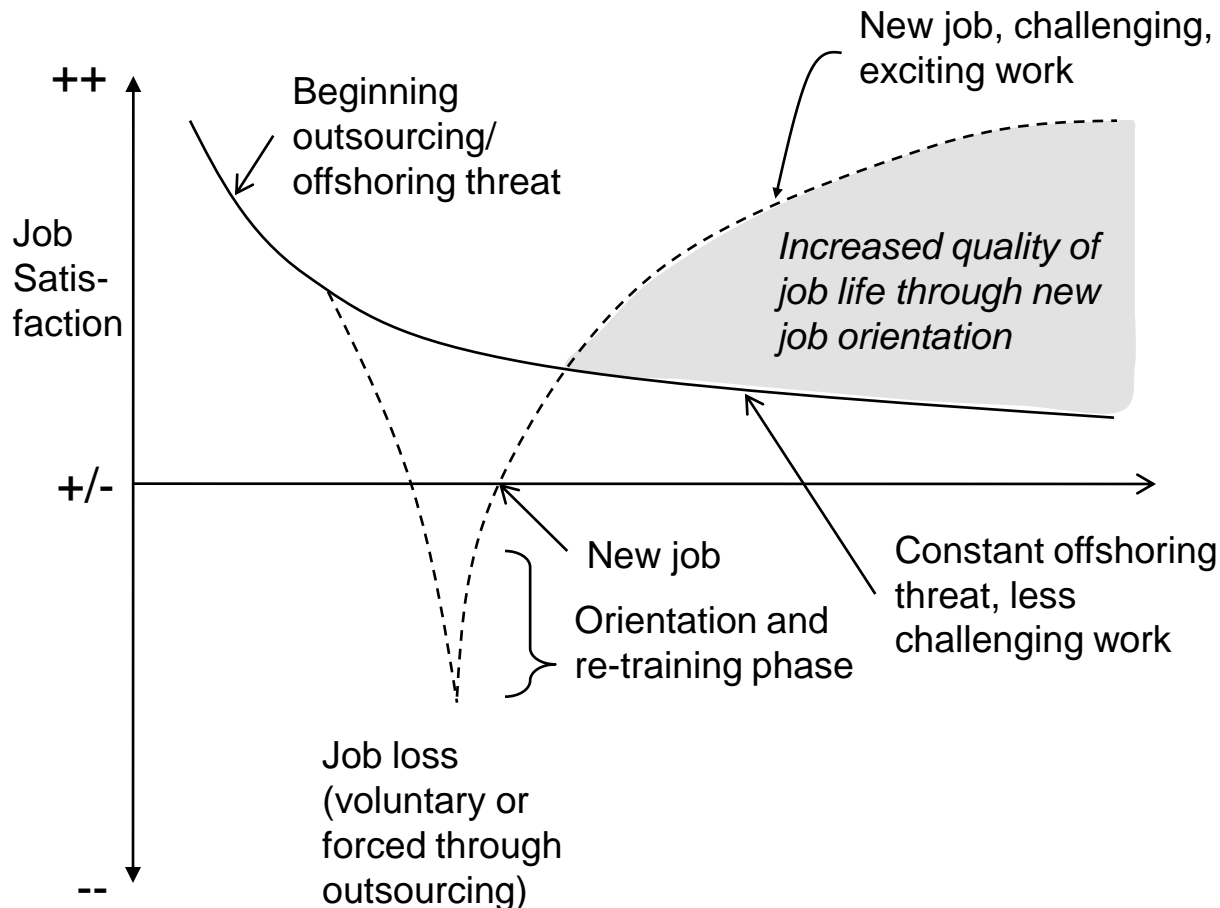 New job, challenging,
exciting work
++
Beginning
outsourcing/
offshoring threat
Job
Satis-
faction
Increased quality of
job life through new
job orientation
+/-
New job
Orientation and
re-training phase
Constant offshoring
threat, less
challenging work
Job loss
(voluntary or
forced through
outsourcing)
--